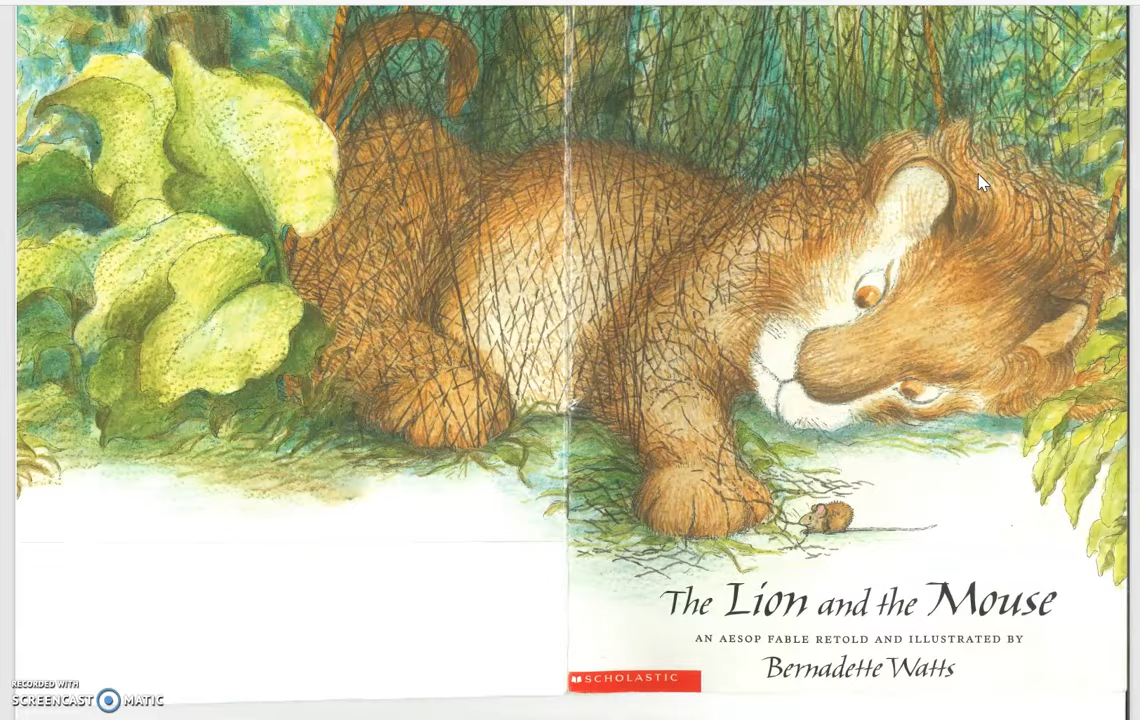 The Lion and the Mouse
AN AESOP FABLE RETOLD AND ILLUSTRATED BY
Bernadette Watts
SCHOLASTIC
RECORDED WITH
SCREENCAST MATIC